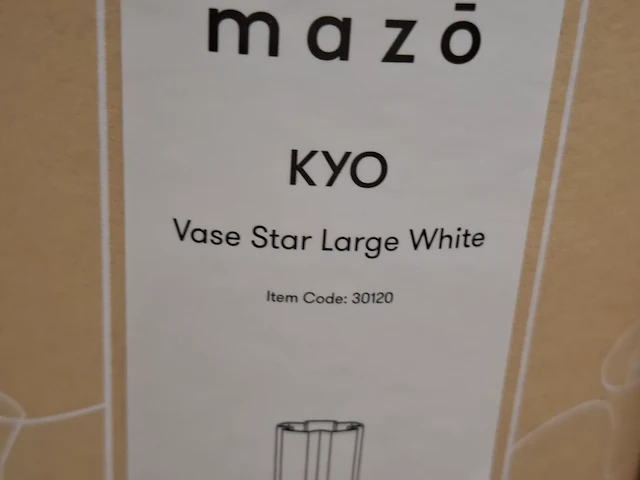 mazō
KYO
Vase Star Large White
Item Code: 30120